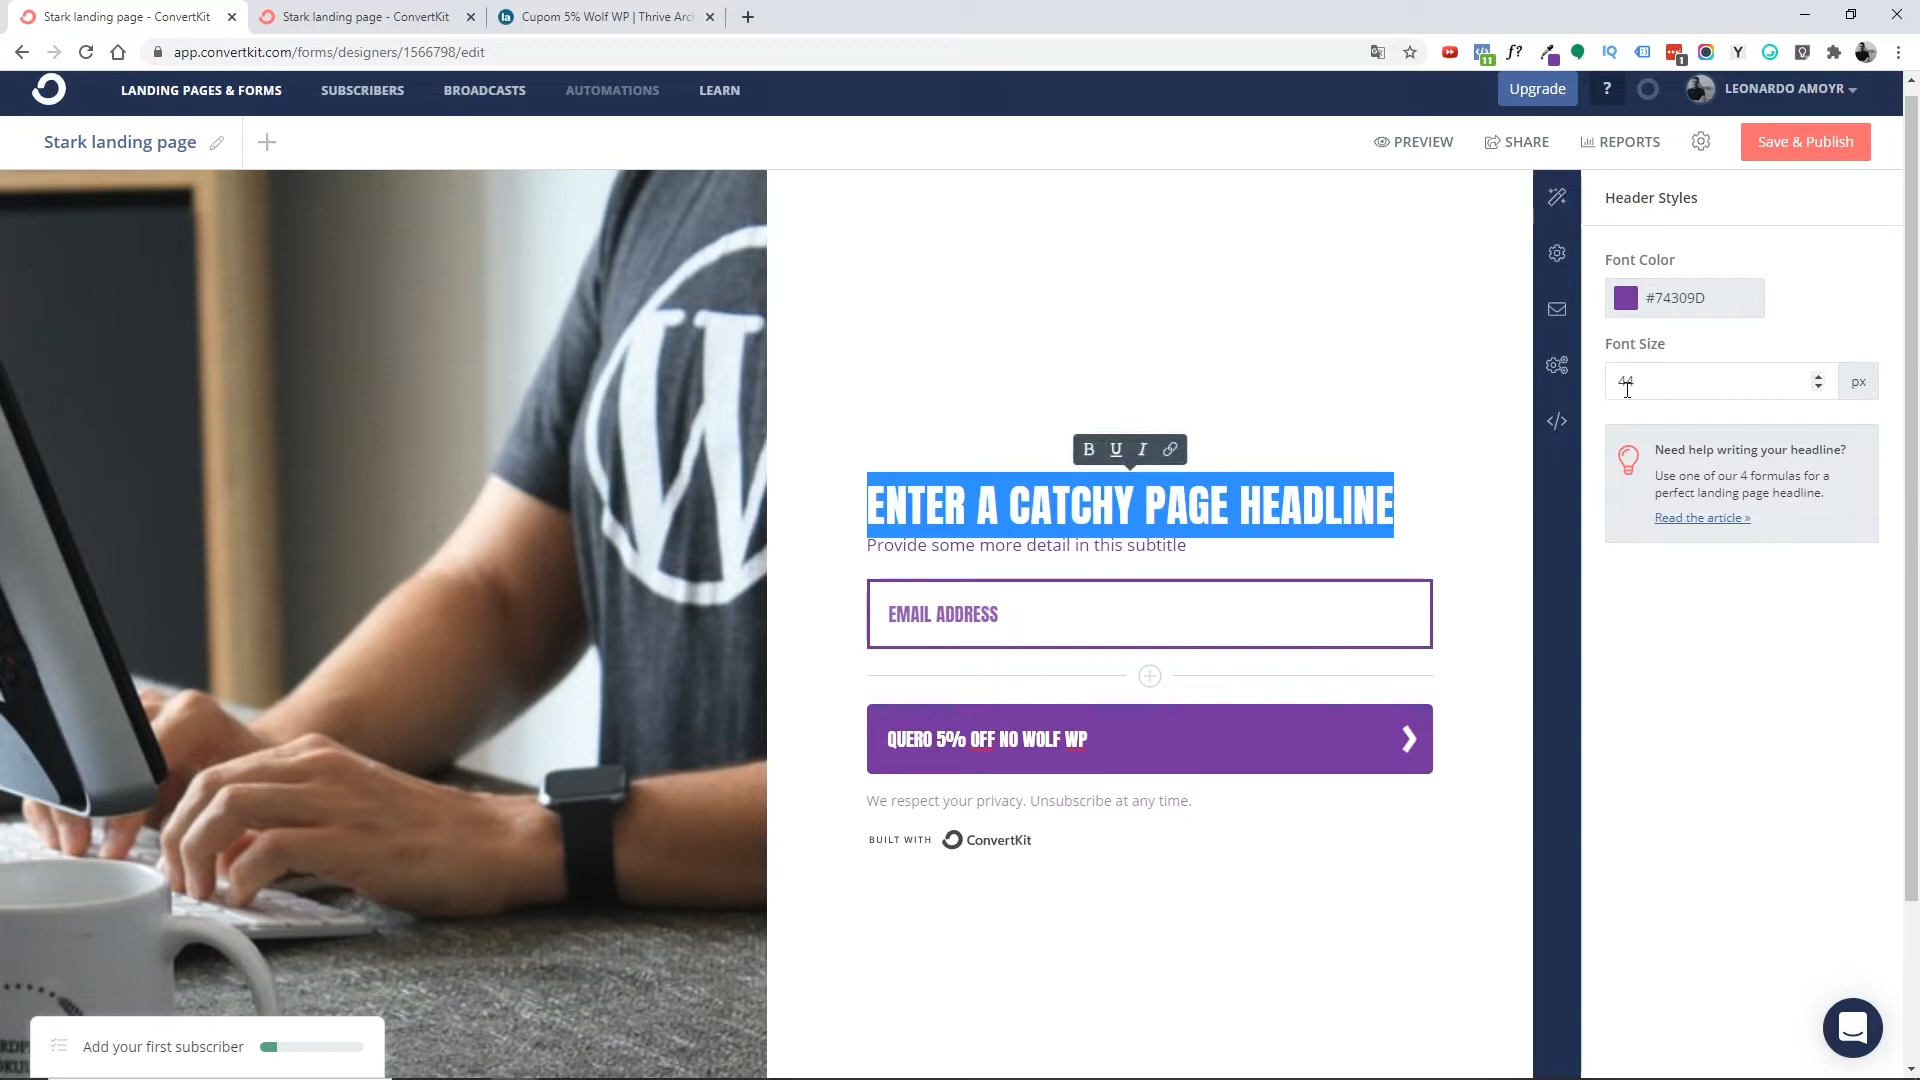 Stark landing page - ConvertKit
Stark landing page - ConvertKit
Cupom 5% Wolf WP | Thrive Arc
app.convertkit.com/forms/designers/1566798/edit
11
f?
IQ
1
Y
LANDING PAGES & FORMS
SUBSCRIBERS
BROADCASTS
AUTOMATIONS
LEARN
Upgrade
?
LEONARDO AMOYR
Stark landing page
PREVIEW
SHARE
REPORTS
Save & Publish
Header Styles
Font Color
#74309D
Font Size
44
px
Need help writing your headline?
Use one of our 4 formulas for a
perfect landing page headline.
Read the article »
B U I
ENTER A CATCHY PAGE HEADLINE
Provide some more detail in this subtitle
EMAIL ADDRESS
QUERO 5% OFF NO WOLF WP
We respect your privacy. Unsubscribe at any time.
BUILT WITH ConvertKit
W
Add your first subscriber